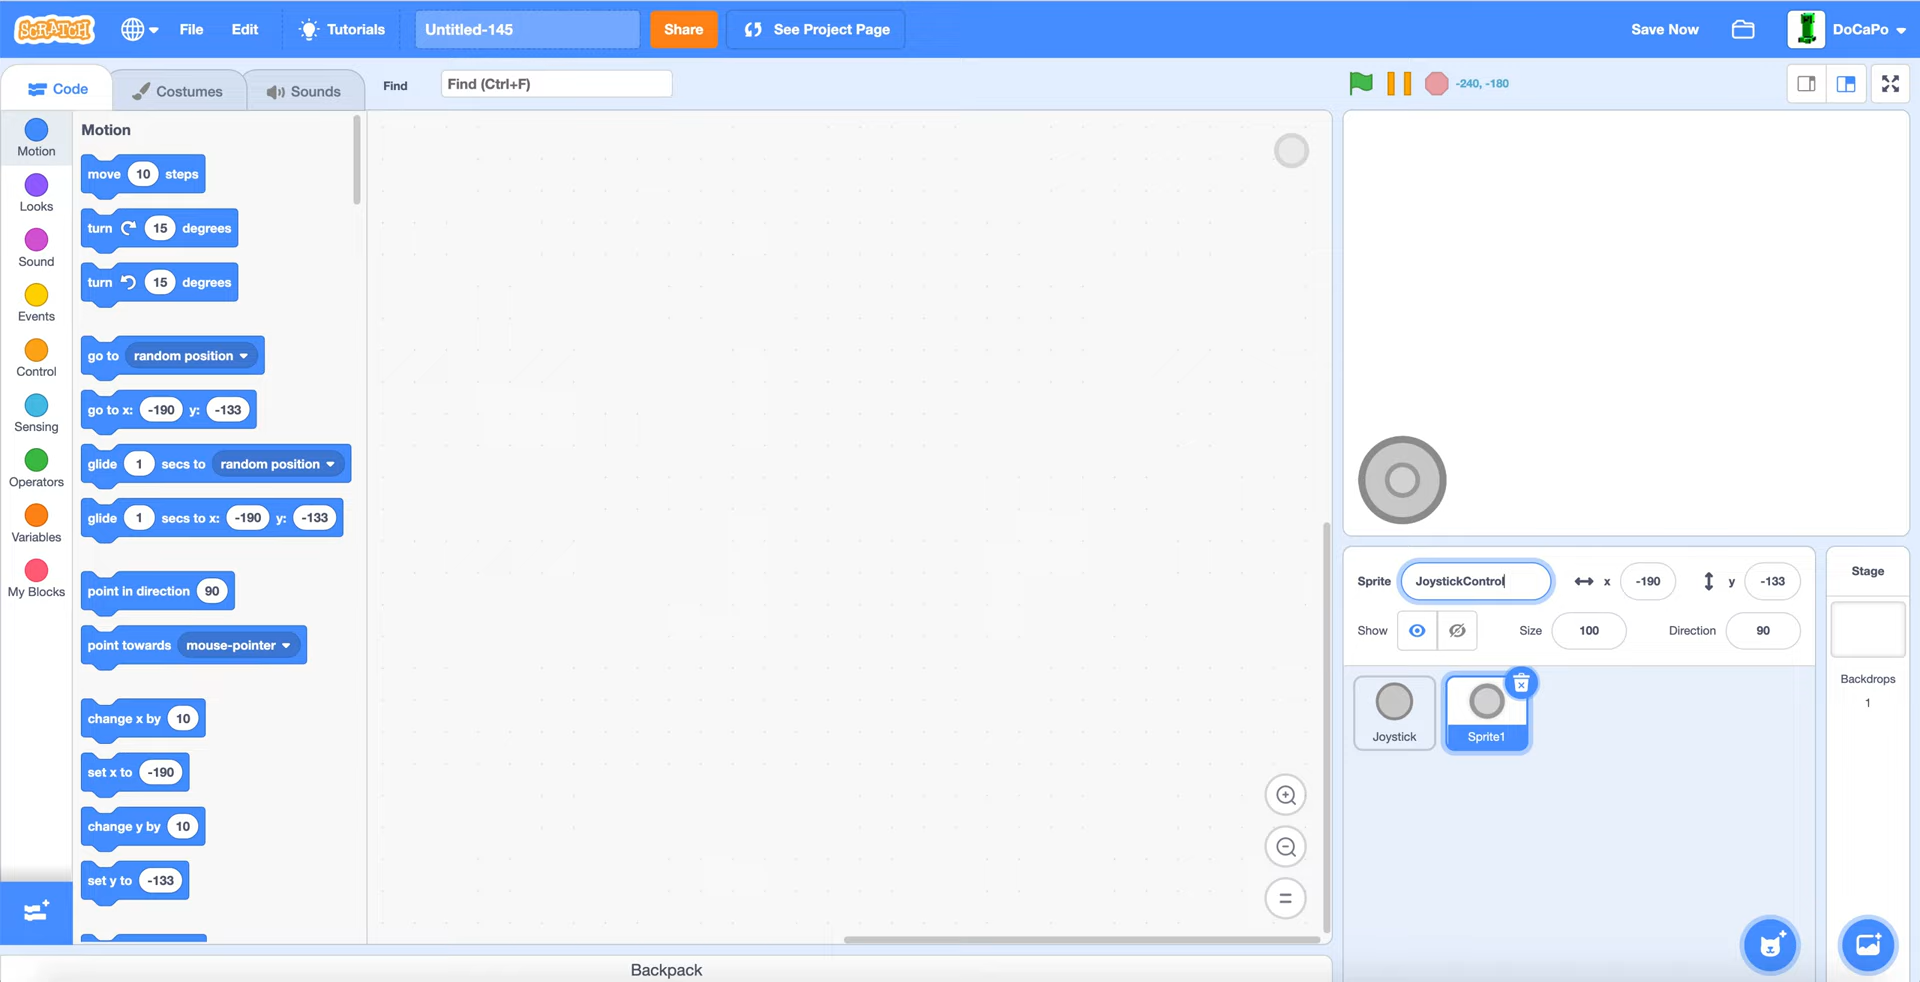 SCRATCH File Edit Tutorials Untitled-145 Share See Project Page Save Now DoCaPo
Code Costumes Sounds Find Find (Ctrl+F) -240, -180
Motion
Looks
Sound
Events
Control
Sensing
Operators
Variables
My Blocks
Motion
move 10 steps
turn 15 degrees
turn 15 degrees
go to random position
go to x: -190 y: -133
glide 1 secs to random position
glide 1 secs to x: -190 y: -133
point in direction 90
point towards mouse-pointer
change x by 10
set x to -190
change y by 10
set y to -133
Backpack
Sprite JoystickControl x -190 y -133
Show Size 100 Direction 90
Joystick Sprite1
Stage
Backdrops
1